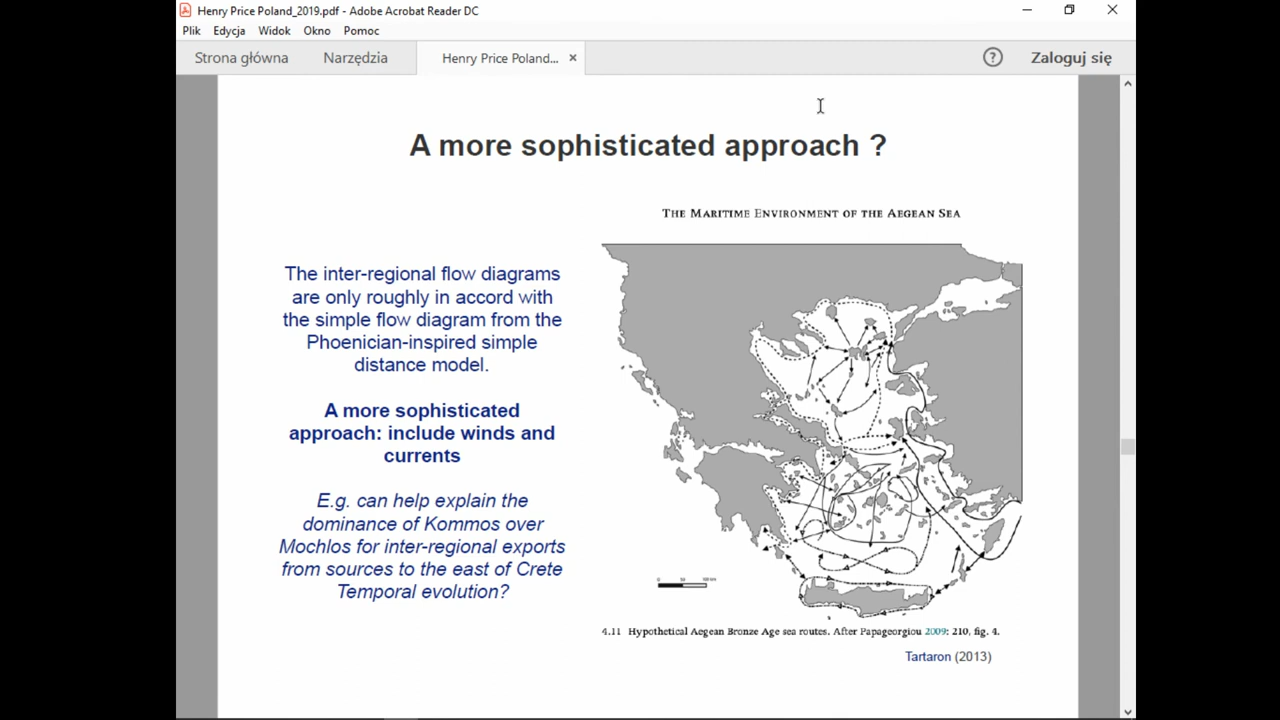 Henry Price Poland_2019.pdf - Adobe Acrobat Reader DC
Plik Edycja Widok Okno Pomoc
Strona główna Narzędzia Henry Price Poland... × ? Zaloguj się
A more sophisticated approach ?
THE MARITIME ENVIRONMENT OF THE AEGEAN SEA
The inter-regional flow diagrams
are only roughly in accord with
the simple flow diagram from the
Phoenician-inspired simple
distance model.
A more sophisticated
approach: include winds and
currents
E.g. can help explain the
dominance of Kommos over
Mochlos for inter-regional exports
from sources to the east of Crete
Temporal evolution?
4.11 Hypothetical Aegean Bronze Age sea routes. After Papageorgiou 2009: 210, fig. 4.
Tartaron (2013)